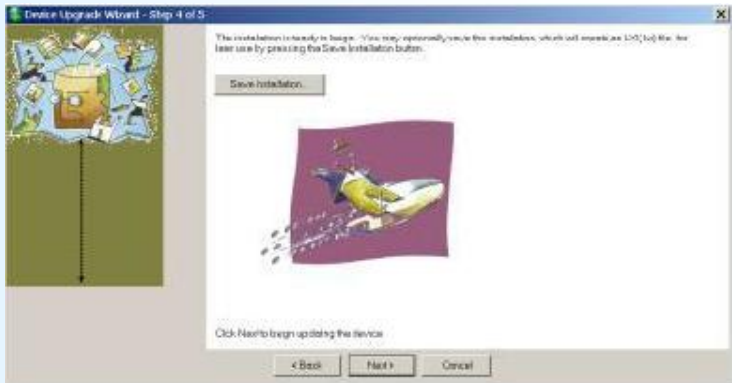 Device Upgrade Wizard - Step 4 of 5
The installation is ready to begin. You may optionally save this installation, which will create an for
later use by pressing the Save Installation button.
Save Installation...
Click Next to begin updating the device
< Back
Next >
Cancel